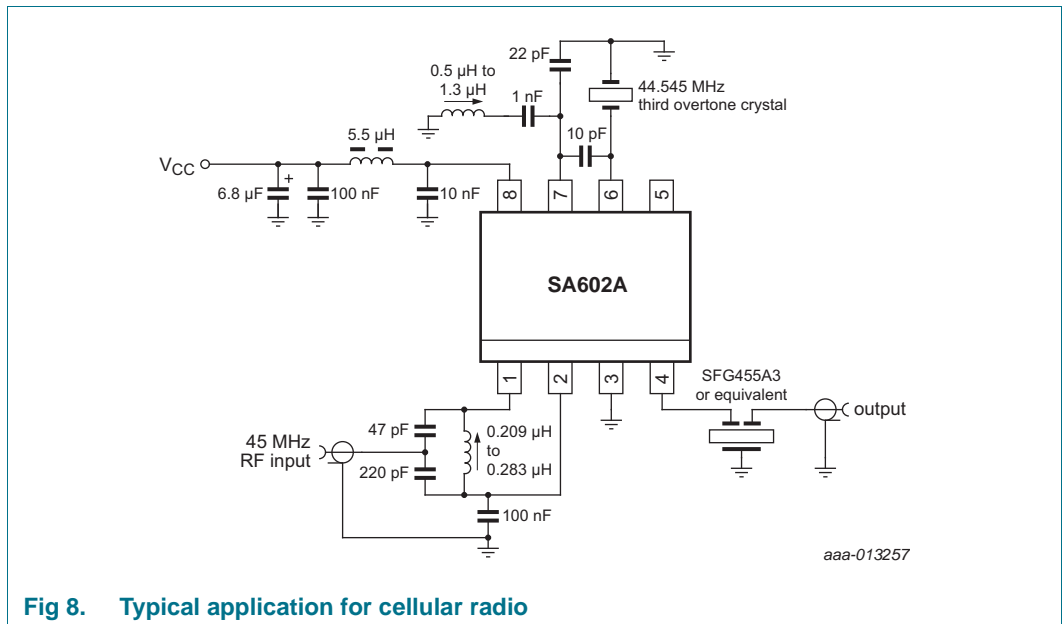 22 pF
0.5 μH to
1.3 μH
1 nF
44.545 MHz
third overtone crystal
10 pF
5.5 μH
VCC
6.8 μF
+
100 nF
10 nF
8
7
6
5
SA602A
1
2
3
4
SFG455A3
or equivalent
output
47 pF
0.209 μH
to
0.283 μH
45 MHz
RF input
220 pF
100 nF
aaa-013257
Fig 8. Typical application for cellular radio